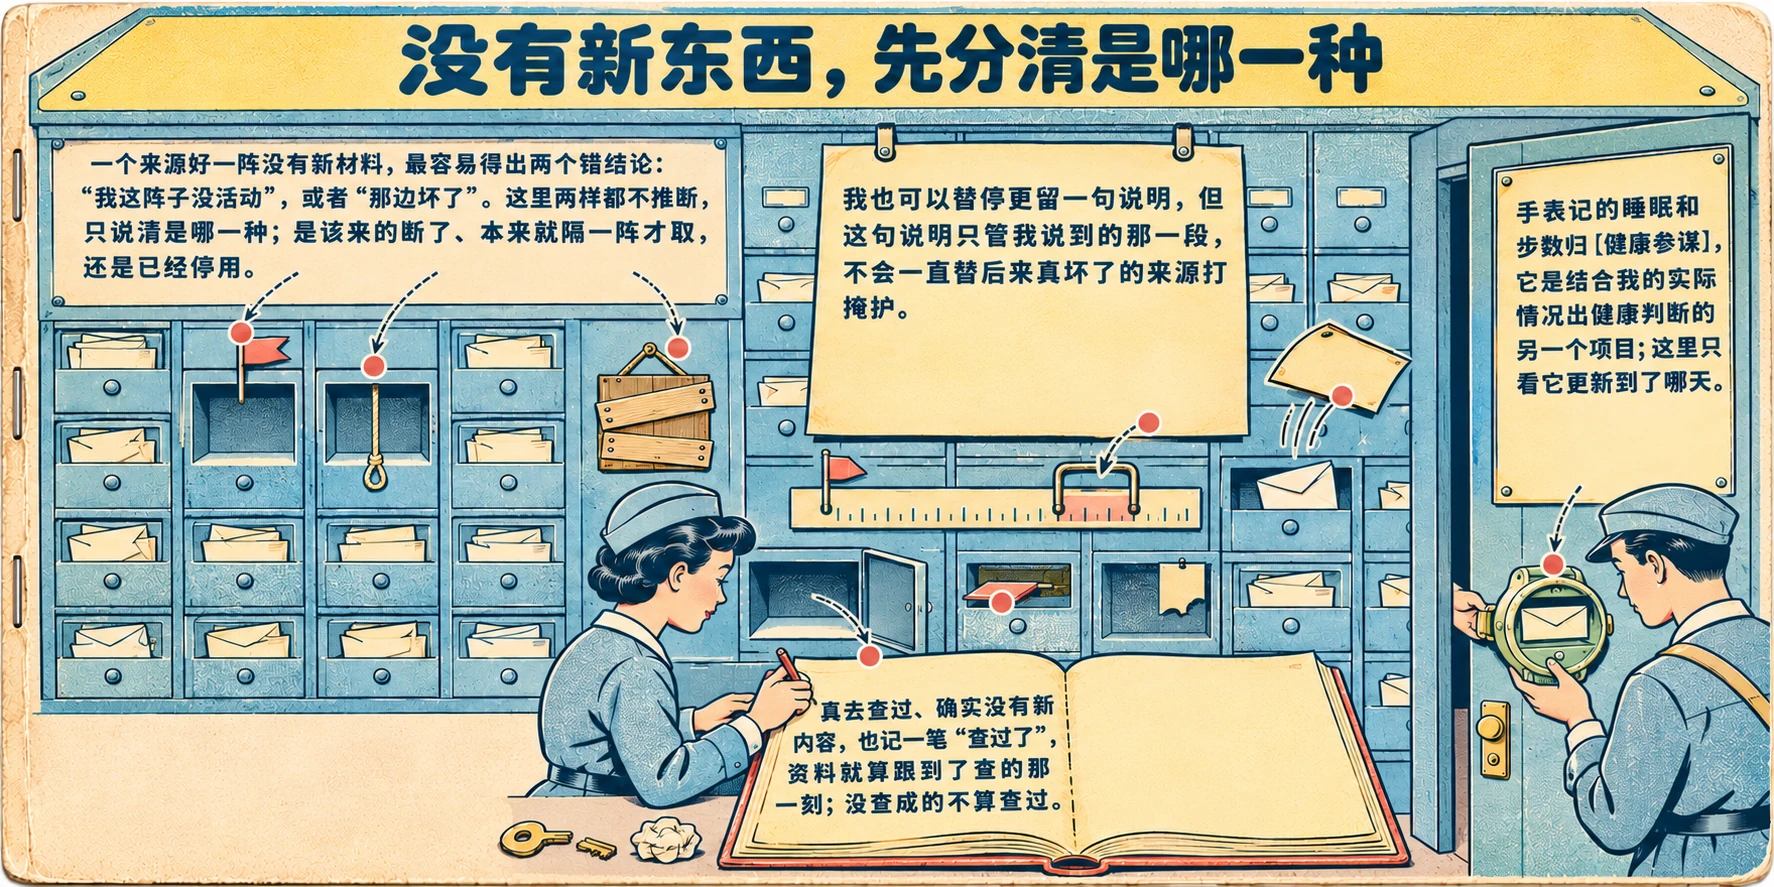 没有新东西，先分清是哪一种
一个来源好一阵没有新材料，最容易得出两个错结论：
“我这阵子没活动”，或者“那边坏了”。这里两样都不推断，
只说清是哪一种；是该来的断了、本来就隔一阵才取，
还是已经停用。
我也可以替停更留一句说明，但
这句说明只管我说到的那一段，
不会一直替后来真坏了的来源打
掩护。
手表记的睡眠和
步数归［健康参谋］，
它是结合我的实际
情况出健康判断的
另一个项目；这里只
看它更新到了哪天。
真去查过、确实没有新
内容，也记一笔“查过了”，
资料就算跟到了查的那
一刻；没查成的不算查过。